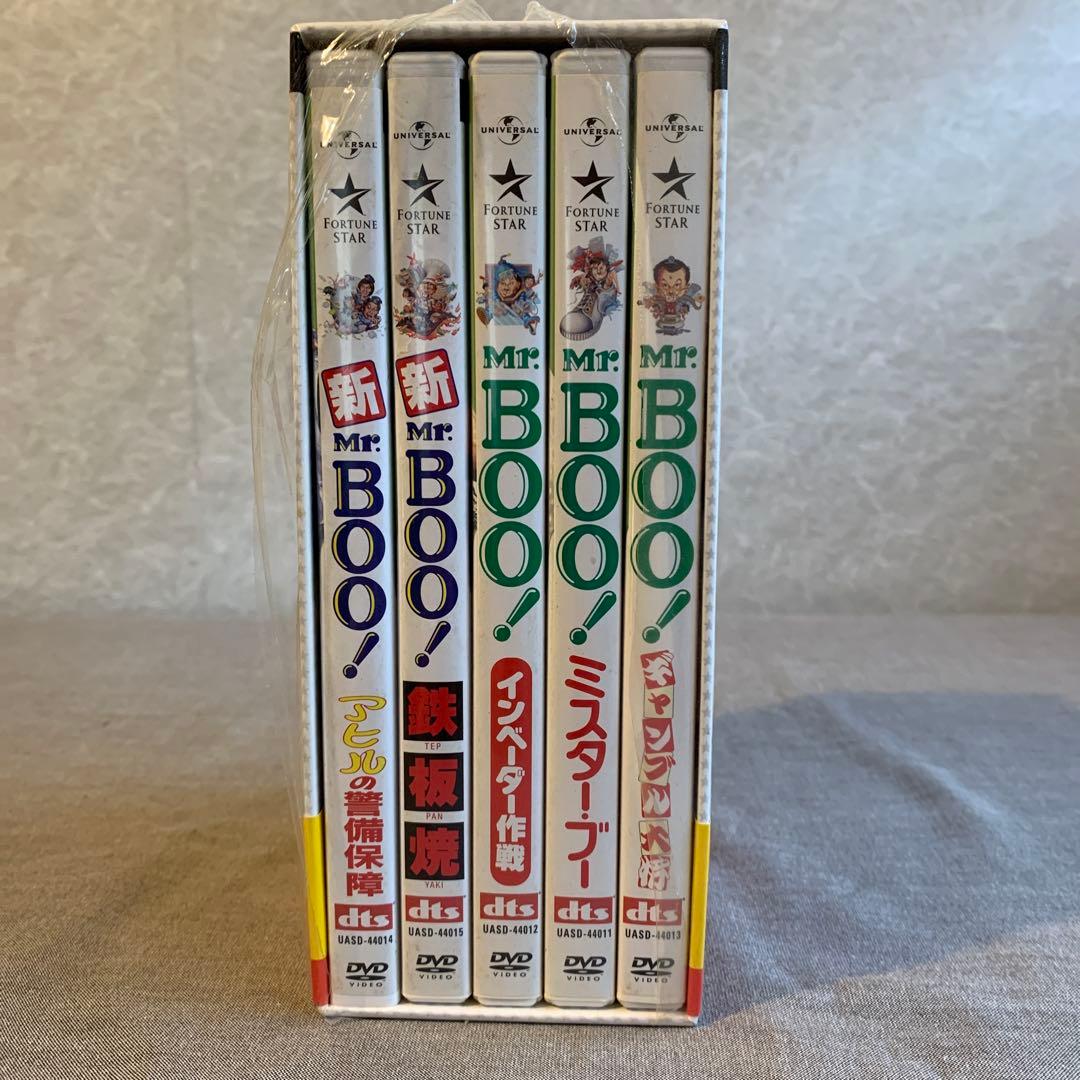 UNIVERSAL
FORTUNE
STAR
新
Mr.
BOO!
アヒルの警備保障
dts
UASD-44014
DVD
VIDEO
UNIVERSAL
FORTUNE
STAR
新
Mr.
BOO!
鉄
TEP
板
PAN
焼
YAKI
dts
UASD-44015
DVD
VIDEO
UNIVERSAL
FORTUNE
STAR
Mr.
BOO!
インベーダー作戦
dts
UASD-44012
DVD
VIDEO
UNIVERSAL
FORTUNE
STAR
Mr.
BOO!
ミスター・ブー
dts
UASD-44011
DVD
VIDEO
UNIVERSAL
FORTUNE
STAR
Mr.
BOO!
ギャンブル大将
dts
UASD-44013
DVD
VIDEO